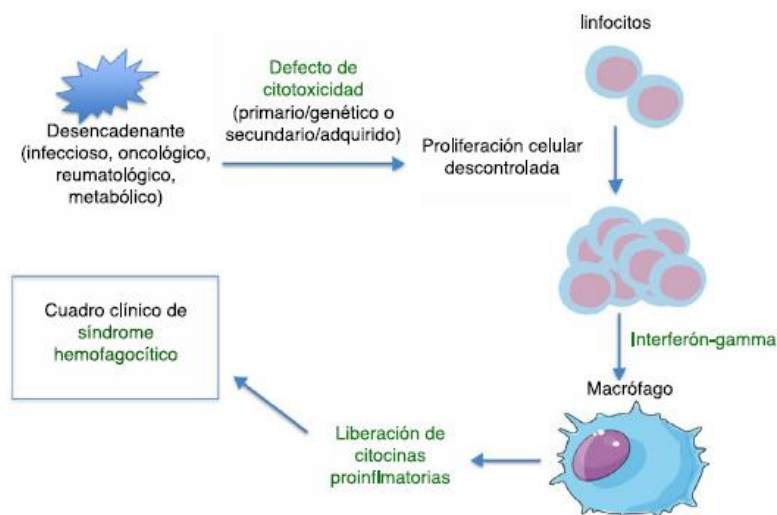 linfocitos
Defecto de
citotoxicidad
(primario/genético o
secundario/adquirido)
Desencadenante
(infeccioso, oncológico,
reumatológico,
metabólico)
Proliferación celular
descontrolada
Interferón-gamma
Macrófago
Liberación de
citocinas
proinflmatorias
Cuadro clínico de
síndrome
hemofagocítico